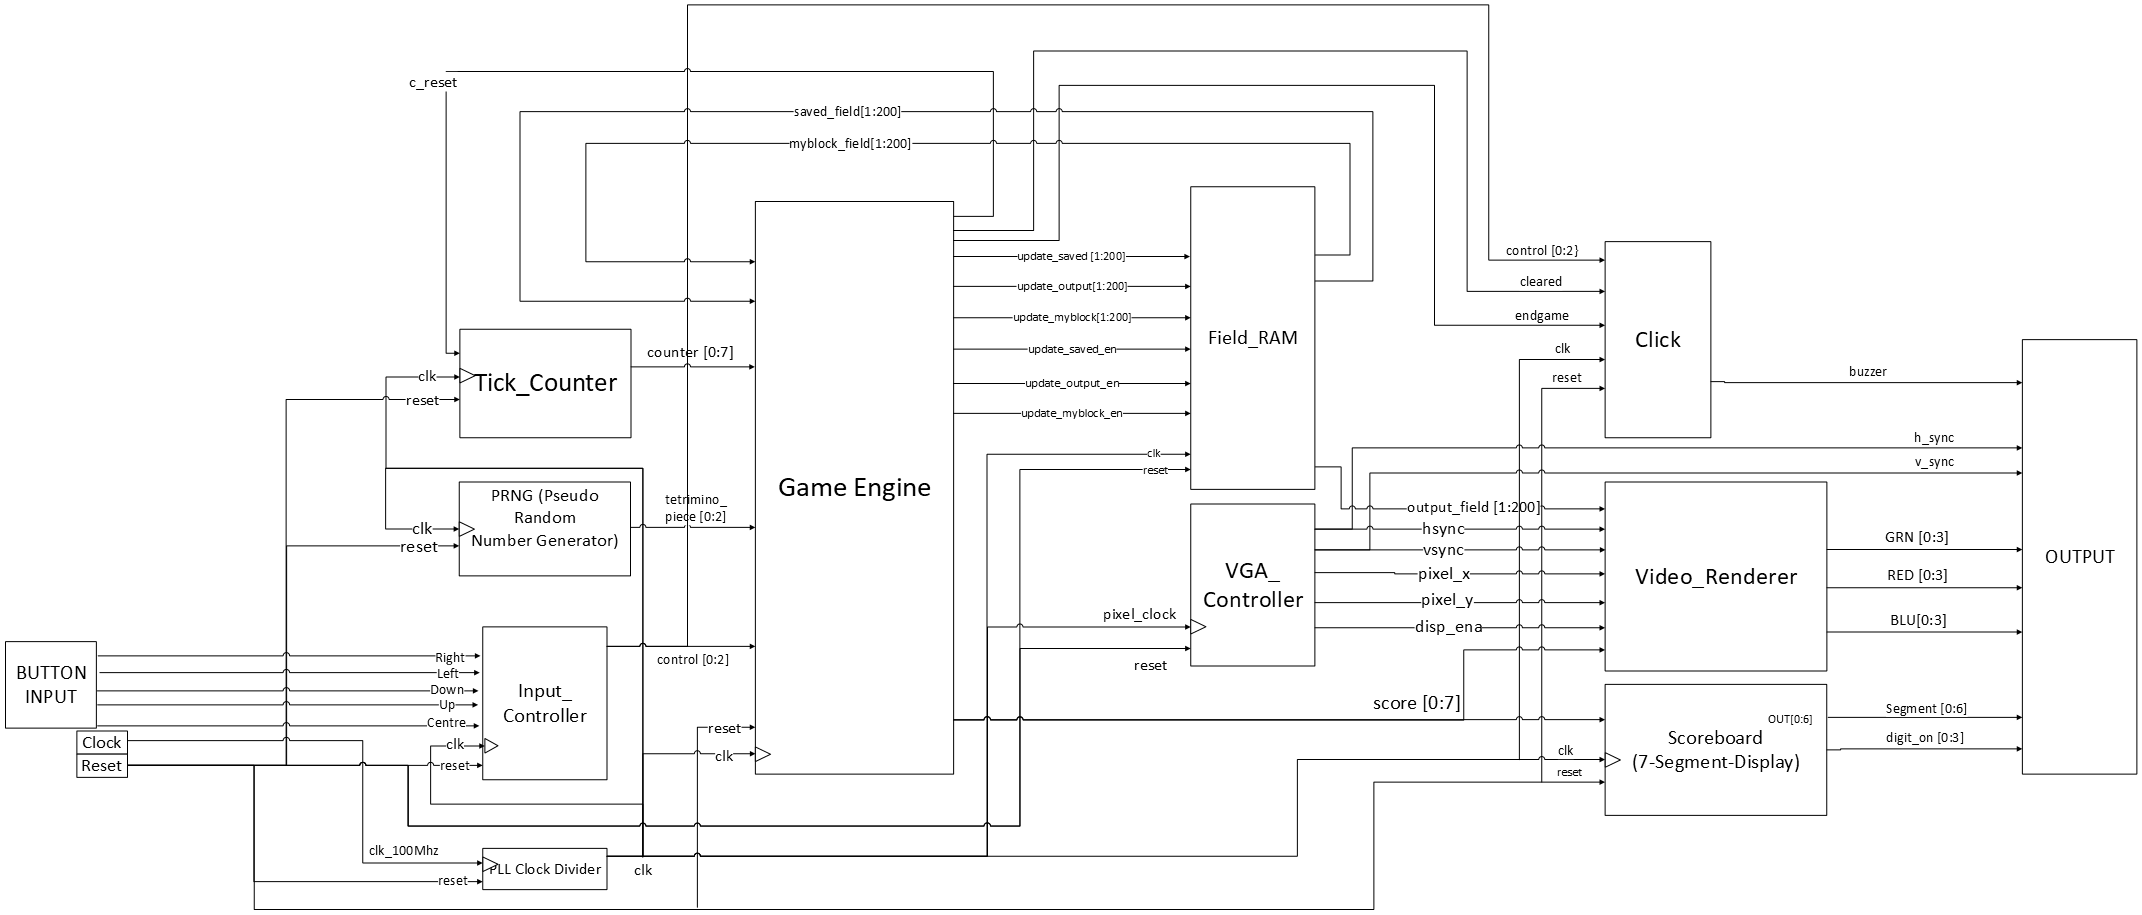 c_reset
saved_field[1:200]
myblock_field[1:200]
control [0:2}
cleared
endgame
clk
reset
Click
buzzer
update_saved [1:200]
update_output[1:200]
update_myblock[1:200]
update_saved_en
update_output_en
update_myblock_en
clk
reset
Field_RAM
clk
reset
Tick_Counter
counter [0:7]
Game Engine
reset
clk
PRNG (Pseudo
Random
Number Generator)
clk
reset
tetrimino_
piece [0:2]
h_sync
v_sync
output_field [1:200]
hsync
vsync
pixel_x
pixel_y
disp_ena
VGA_
Controller
pixel_clock
reset
Video_Renderer
GRN [0:3]
RED [0:3]
BLU[0:3]
OUTPUT
BUTTON
INPUT
Right
Left
Down
Up
Centre
clk
reset
Input_
Controller
control [0:2]
Clock
Reset
score [0:7]
OUT[0:6]
Scoreboard
(7-Segment-Display)
clk
reset
Segment [0:6]
digit_on [0:3]
clk_100Mhz
reset
PLL Clock Divider
clk